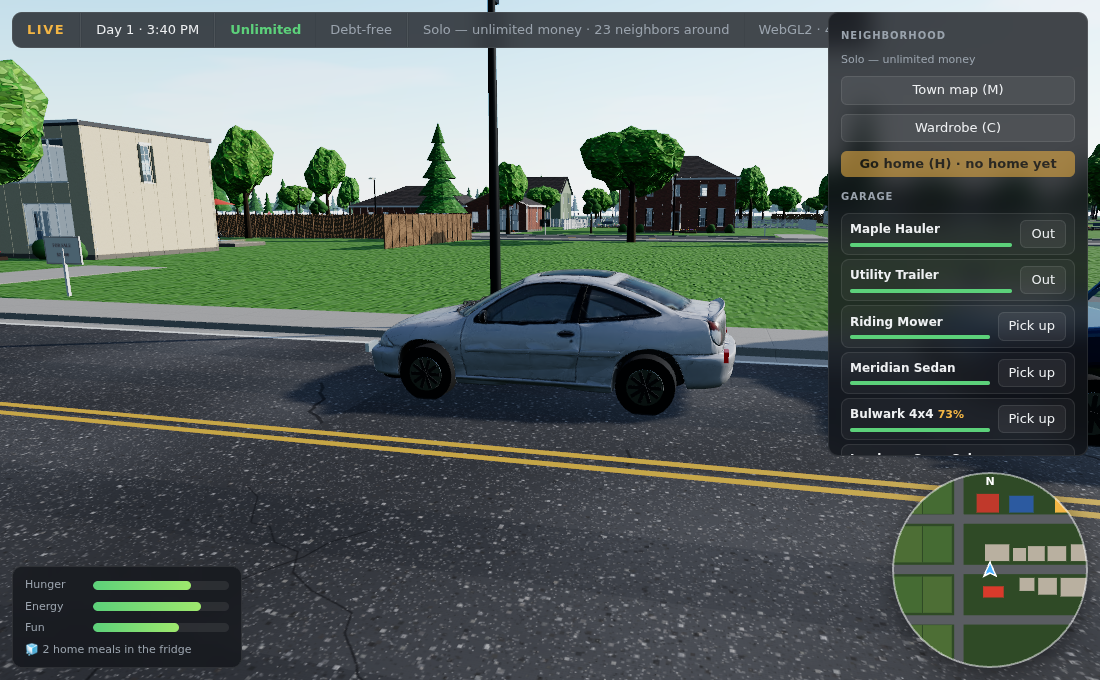 LIVE
Day 1 · 3:40 PM
Unlimited
Debt-free
Solo — unlimited money · 23 neighbors around
WebGL2 ·
NEIGHBORHOOD
Solo — unlimited money
Town map (M)
Wardrobe (C)
Go home (H) · no home yet
GARAGE
Maple Hauler
Out
Utility Trailer
Out
Riding Mower
Pick up
Meridian Sedan
Pick up
Bulwark 4x4 73%
Pick up
N
Hunger
Energy
Fun
2 home meals in the fridge